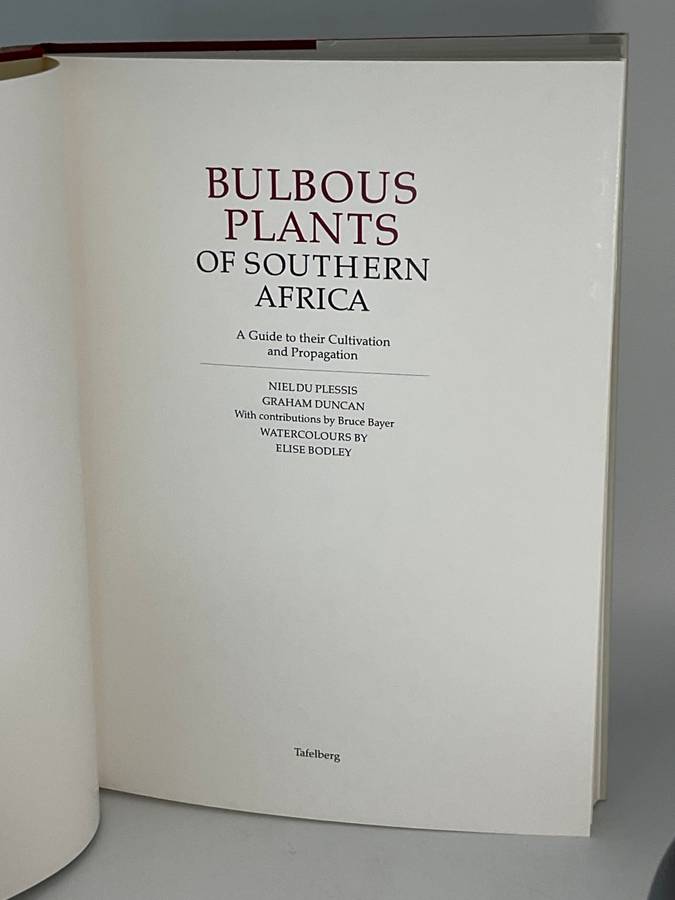 BULBOUS
PLANTS
OF SOUTHERN
AFRICA
A Guide to their Cultivation
and Propagation
NIEL DU PLESSIS
GRAHAM DUNCAN
With contributions by Bruce Bayer
WATERCOLOURS BY
ELISE BODLEY
Tafelberg